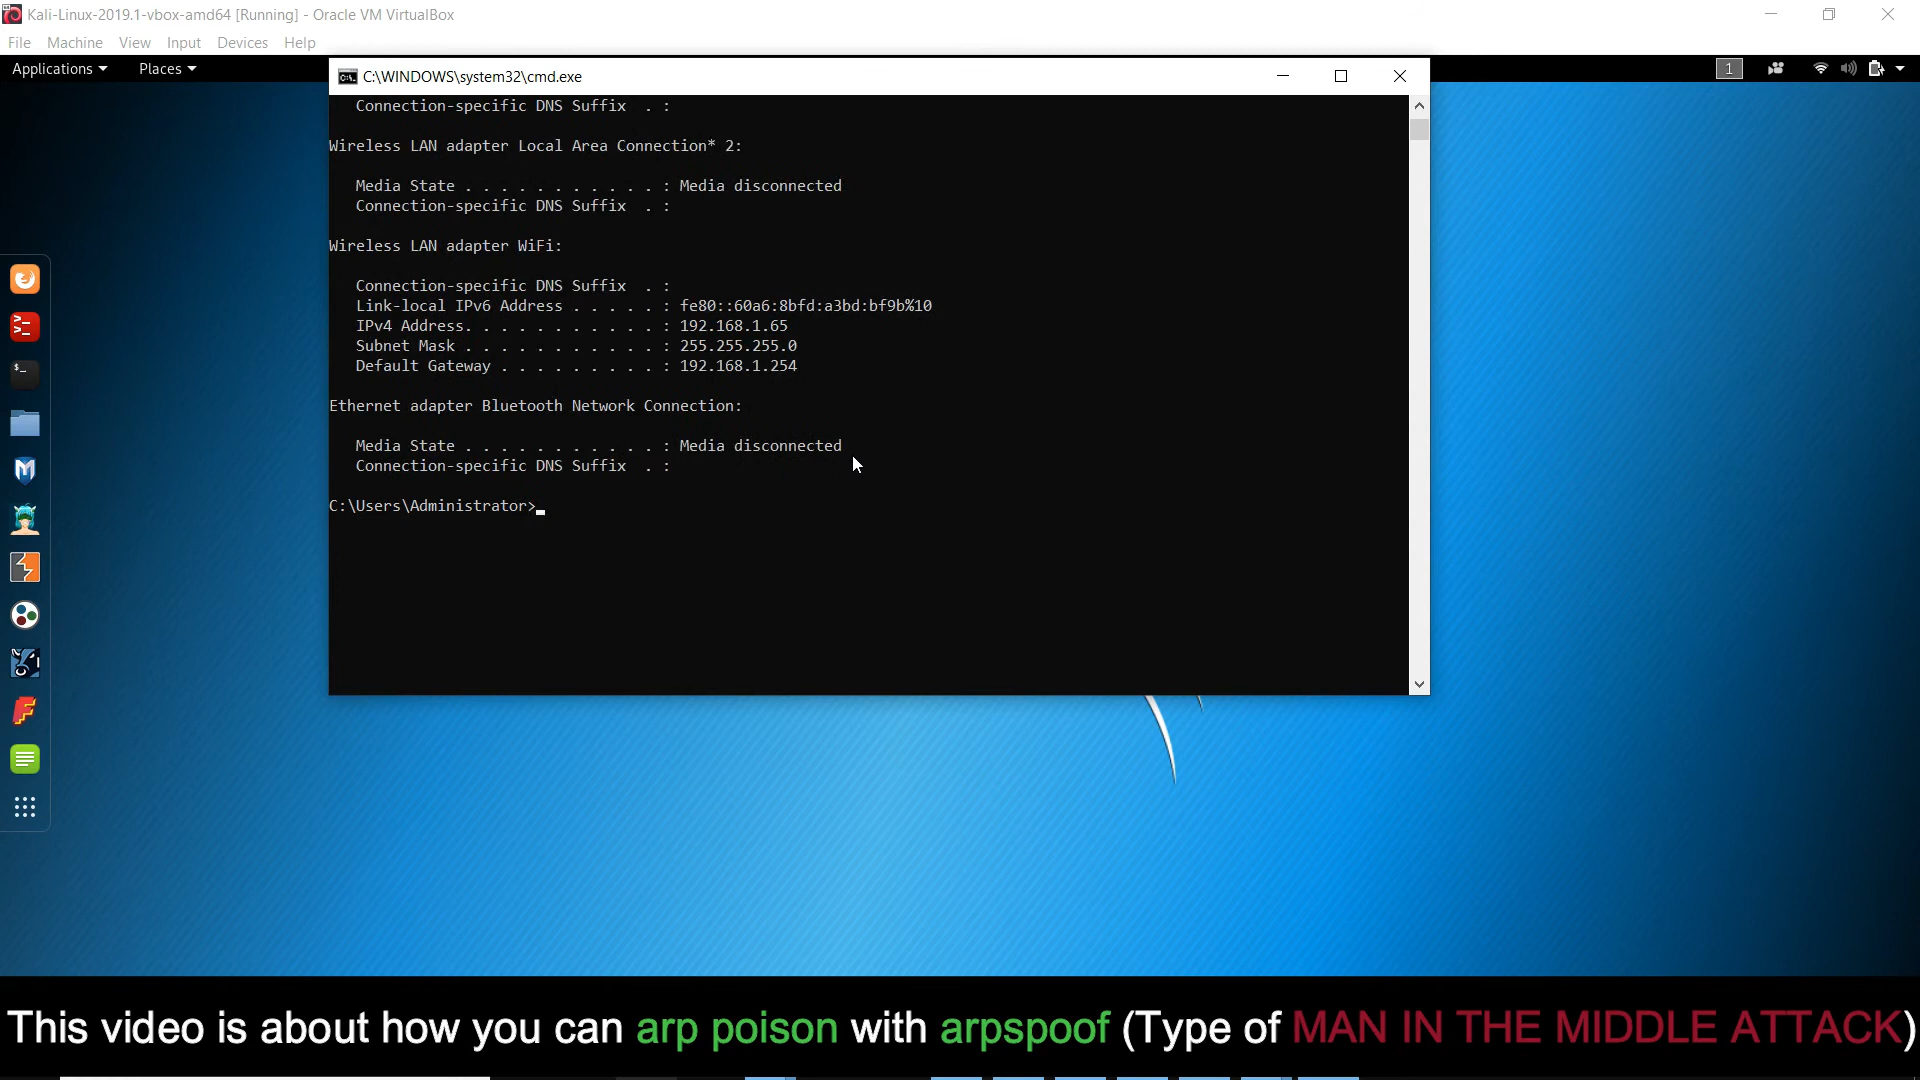 Kali-Linux-2019.1-vbox-amd64 [Running] - Oracle VM VirtualBox
File Machine View Input Devices Help
Applications Places 1
C:\WINDOWS\system32\cmd.exe
Connection-specific DNS Suffix . :
Wireless LAN adapter Local Area Connection* 2:
Media State . . . . . . . . . . . : Media disconnected
Connection-specific DNS Suffix . :
Wireless LAN adapter WiFi:
Connection-specific DNS Suffix . :
Link-local IPv6 Address . . . . . : fe80::60a6:8bfd:a3bd:bf9b%10
IPv4 Address. . . . . . . . . . . : 192.168.1.65
Subnet Mask . . . . . . . . . . . : 255.255.255.0
Default Gateway . . . . . . . . . : 192.168.1.254
Ethernet adapter Bluetooth Network Connection:
Media State . . . . . . . . . . . : Media disconnected
Connection-specific DNS Suffix . :
C:\Users\Administrator>
This video is about how you can arp poison with arpspoof (Type of MAN IN THE MIDDLE ATTACK)